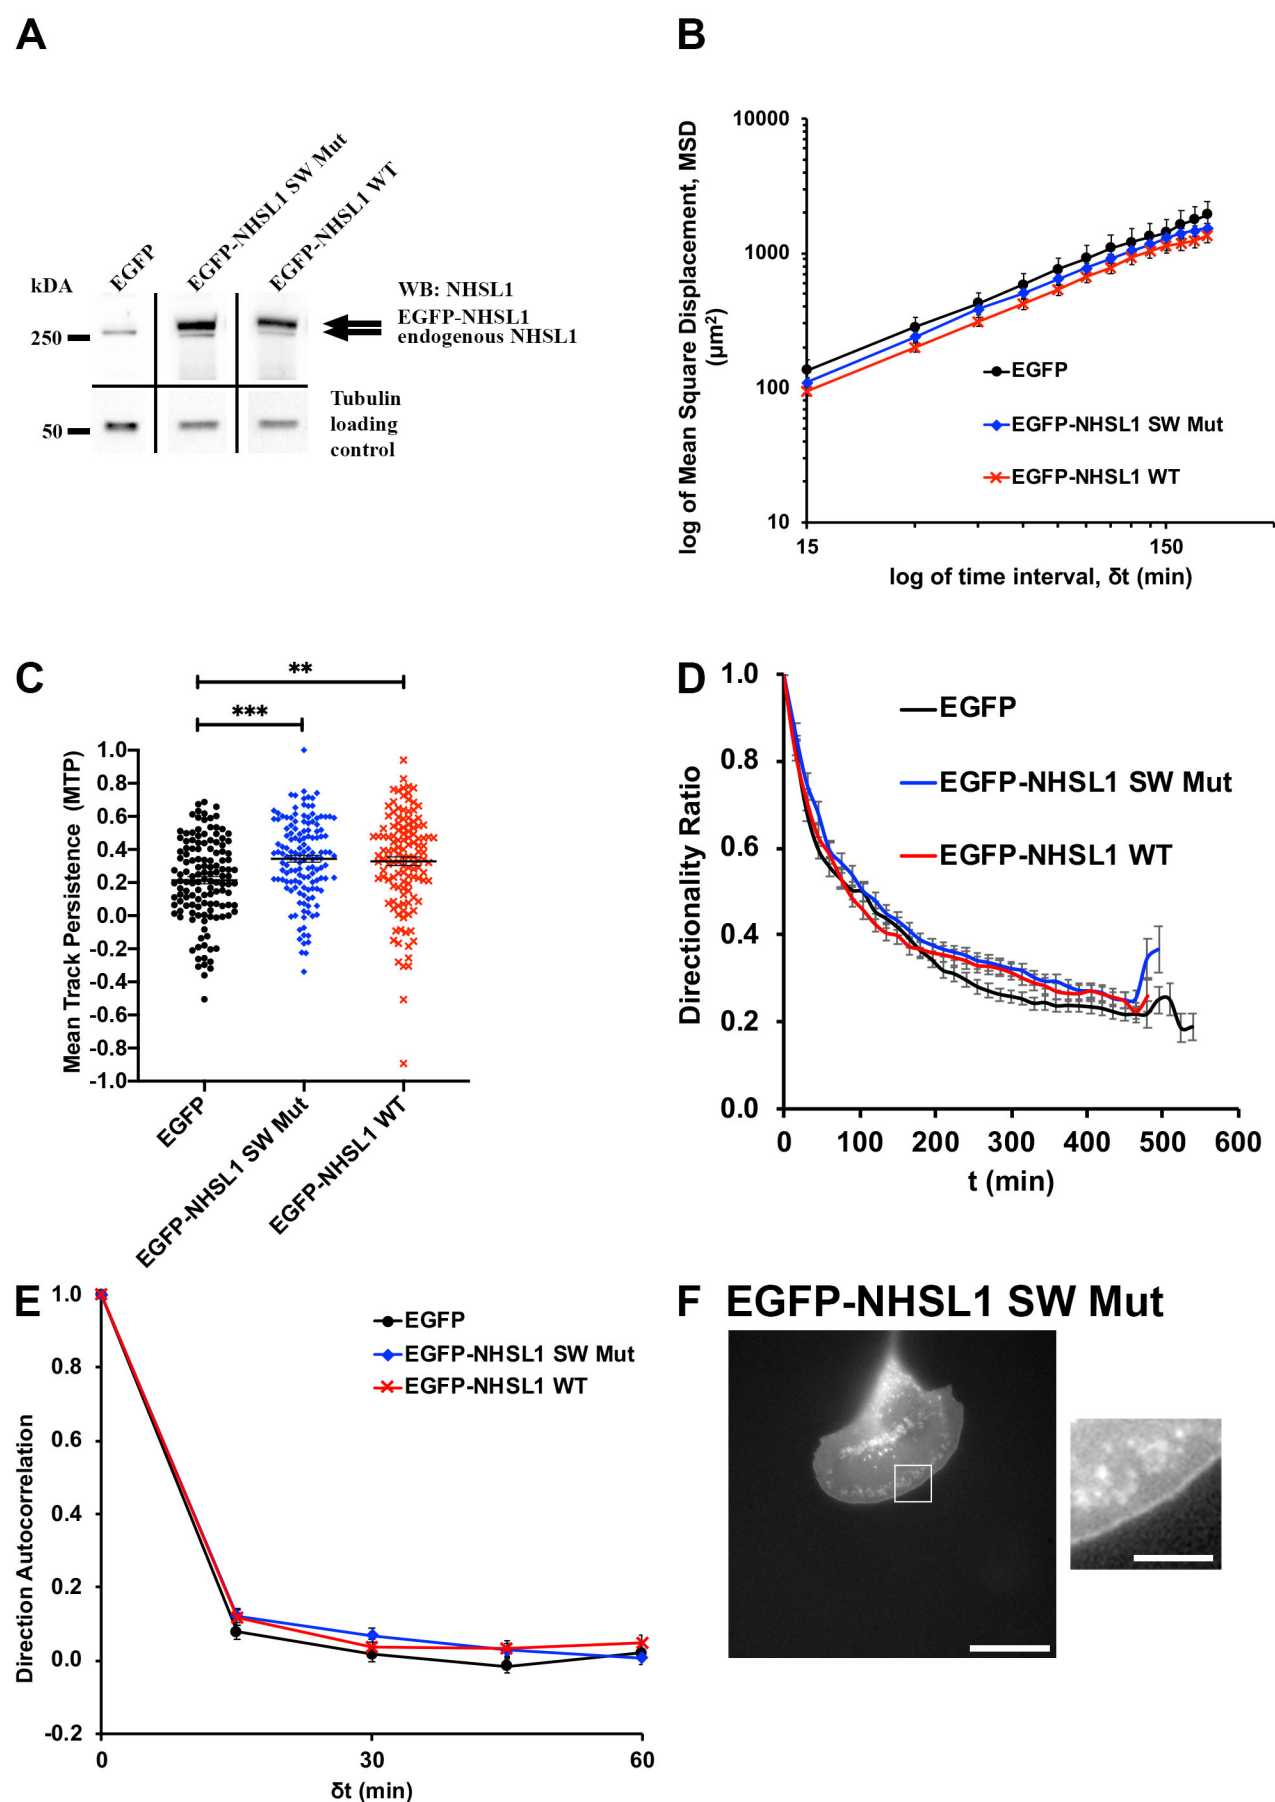 A
EGFP
EGFP-NHSL1 SW Mut
EGFP-NHSL1 WT
kDA
250
50
WB: NHSL1
EGFP-NHSL1
endogenous NHSL1
Tubulin
loading
control
B
log of Mean Square Displacement, MSD
(µm²)
10000
1000
100
10
15
150
log of time interval, δt (min)
EGFP
EGFP-NHSL1 SW Mut
EGFP-NHSL1 WT
C
**
***
Mean Track Persistence (MTP)
1.0
0.8
0.6
0.4
0.2
0.0
-0.2
-0.4
-0.6
-0.8
-1.0
EGFP
EGFP-NHSL1 SW Mut
EGFP-NHSL1 WT
D
Directionality Ratio
1.0
0.8
0.6
0.4
0.2
0.0
0 100 200 300 400 500 600
t (min)
EGFP
EGFP-NHSL1 SW Mut
EGFP-NHSL1 WT
E
Direction Autocorrelation
1.0
0.8
0.6
0.4
0.2
0.0
-0.2
0 30 60
δt (min)
EGFP
EGFP-NHSL1 SW Mut
EGFP-NHSL1 WT
F EGFP-NHSL1 SW Mut